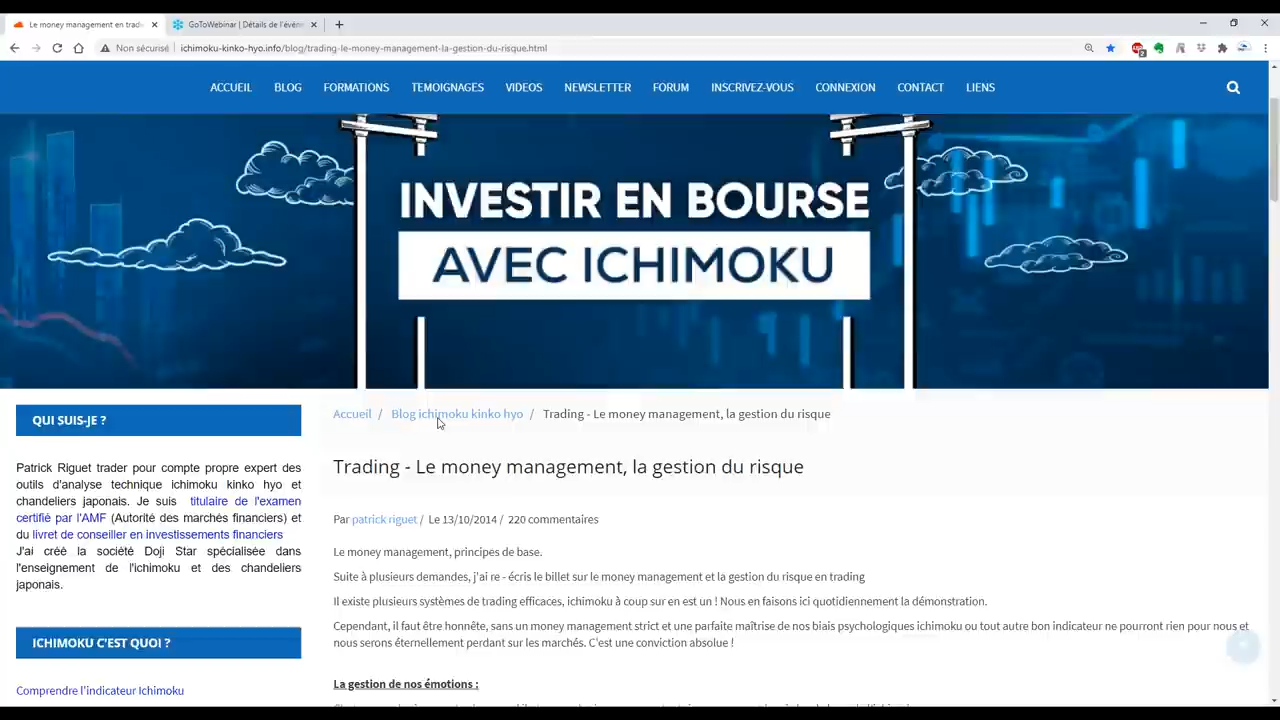 Le money management en tradi
GoToWebinar | Détails de l'évén
Non sécurisé
ichimoku-kinko-hyo.info/blog/trading-le-money-management-la-gestion-du-risque.html
ACCUEIL BLOG FORMATIONS TEMOIGNAGES VIDEOS NEWSLETTER FORUM INSCRIVEZ-VOUS CONNEXION CONTACT LIENS
INVESTIR EN BOURSE
AVEC ICHIMOKU
QUI SUIS-JE ?
Patrick Riguet trader pour compte propre expert des
outils d'analyse technique ichimoku kinko hyo et
chandeliers japonais. Je suis titulaire de l'examen
certifié par l'AMF (Autorité des marchés financiers) et
du livret de conseiller en investissements financiers
J'ai créé la société Doji Star spécialisée dans
l'enseignement de l'ichimoku et des chandeliers
japonais.
ICHIMOKU C'EST QUOI ?
Comprendre l'indicateur Ichimoku
Accueil / Blog ichimoku kinko hyo / Trading - Le money management, la gestion du risque
Trading - Le money management, la gestion du risque
Par patrick riguet / Le 13/10/2014 / 220 commentaires
Le money management, principes de base.
Suite à plusieurs demandes, j'ai re - écris le billet sur le money management et la gestion du risque en trading
Il existe plusieurs systèmes de trading efficaces, ichimoku à coup sur en est un ! Nous en faisons ici quotidiennement la démonstration.
Cependant, il faut être honnête, sans un money management strict et une parfaite maîtrise de nos biais psychologiques ichimoku ou tout autre bon indicateur ne pourront rien pour nous et
nous serons éternellement perdant sur les marchés. C'est une conviction absolue !
La gestion de nos émotions :